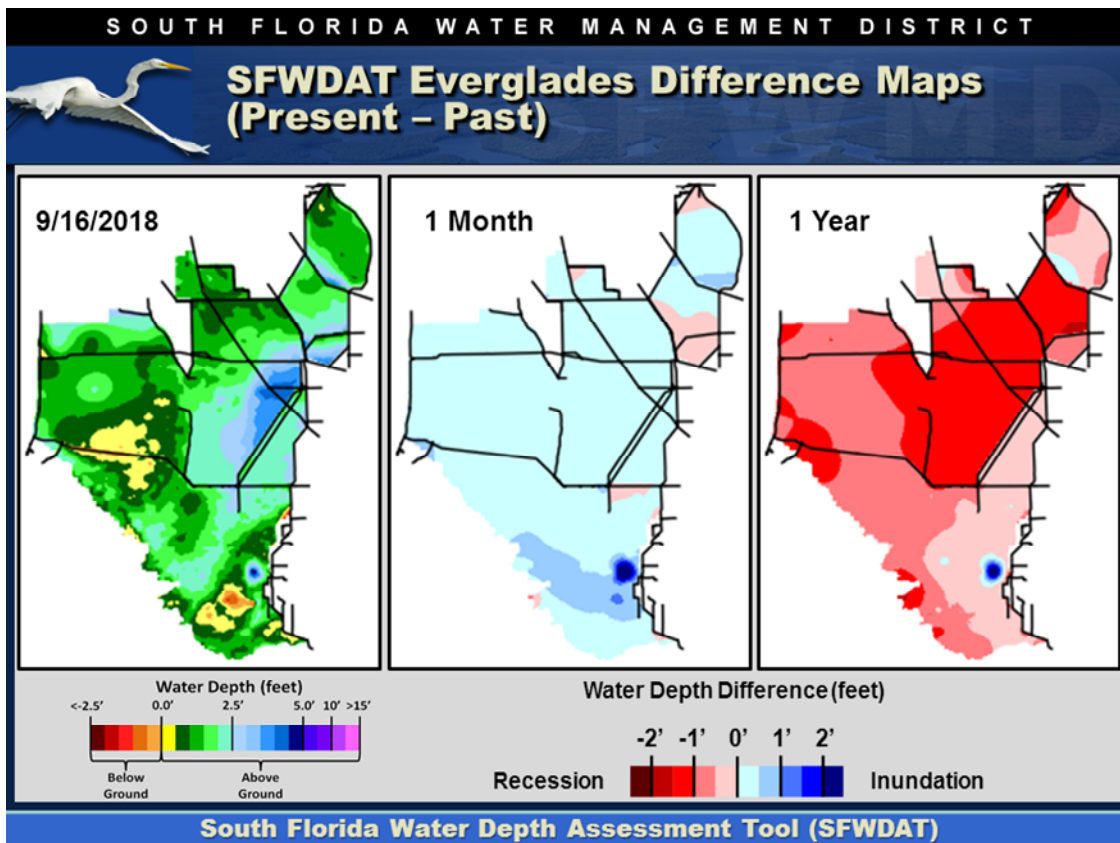 SOUTH FLORIDA WATER MANAGEMENT DISTRICT
SFWDAT Everglades Difference Maps
(Present – Past)
SFWMD
9/16/2018
1 Month
1 Year
Water Depth (feet)
<-2.5' 0.0' 2.5' 5.0' 10' >15'
Below
Ground
Above
Ground
Water Depth Difference (feet)
-2' -1' 0' 1' 2'
Recession
Inundation
South Florida Water Depth Assessment Tool (SFWDAT)